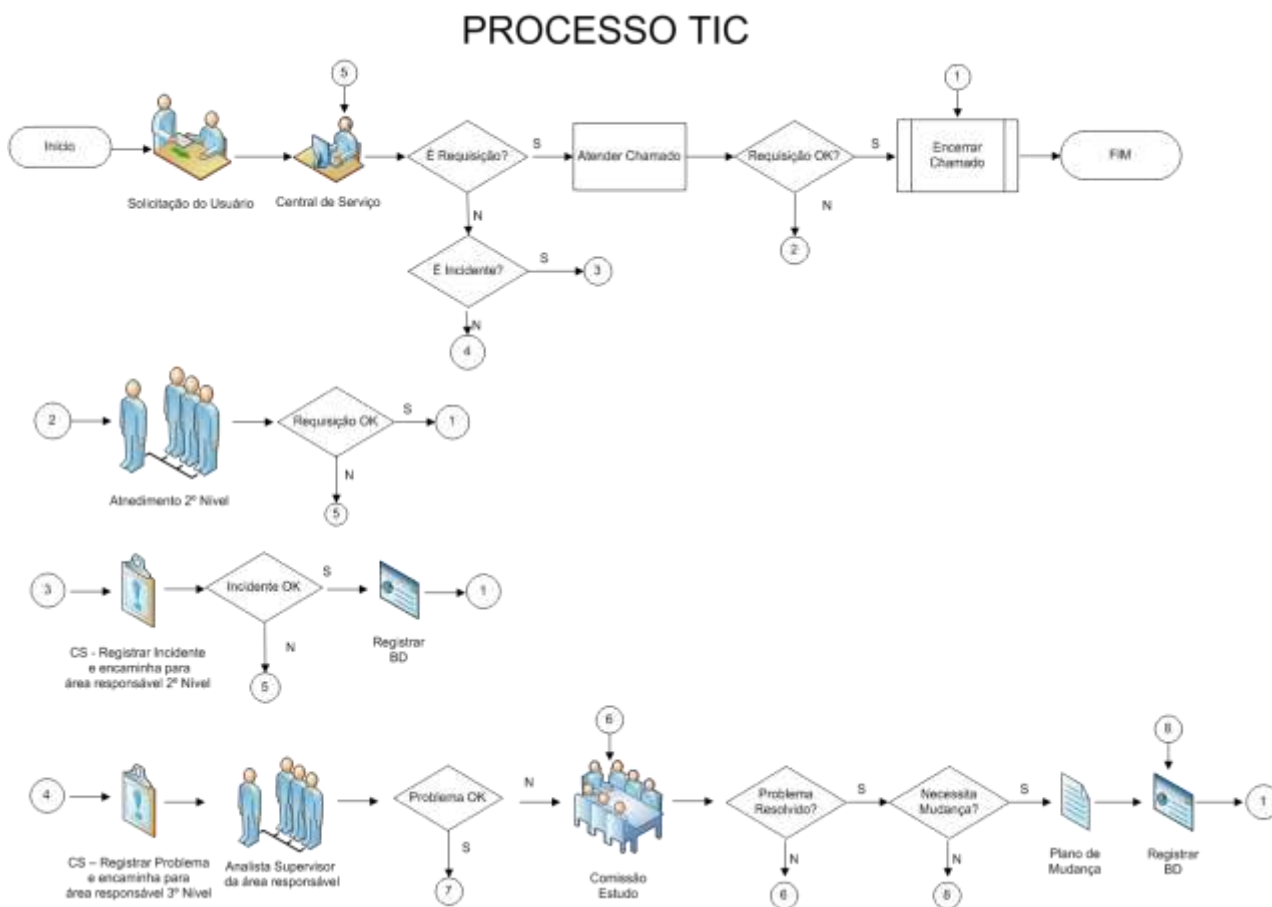 PROCESSO TIC
5
1
Início
Solicitação do Usuário
Central de Serviço
É Requisição?
S
Atender Chamado
Requisição OK?
S
Encerrar
Chamado
FIM
N
N
2
É Incidente?
S
3
N
4
2
Atnedimento 2º Nível
Requisição OK
S
1
N
5
3
CS - Registrar Incidente
e encaminha para
área responsável 2º Nível
Incidente OK
S
Registrar
BD
1
N
5
6
8
4
CS – Registrar Problema
e encaminha para
área responsável 3º Nível
Analista Supervisor
da área responsável
Problema OK
N
S
7
Comissão
Estudo
Problema
Resolvido?
S
N
6
Necessita
Mudança?
S
N
8
Plano de
Mudança
Registrar
BD
1